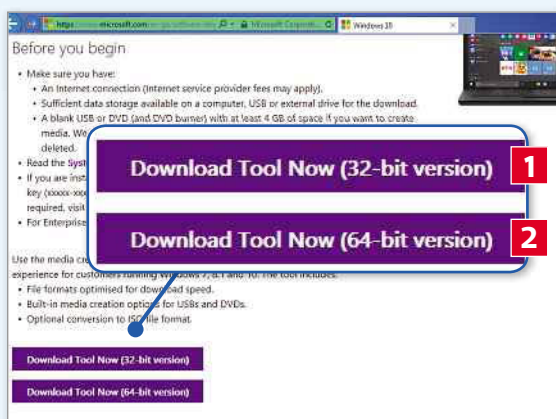 https
microsoft.com
Microsoft Corporati...
Windows 10
Before you begin
• Make sure you have:
• An Internet connection (Internet service provider fees may apply).
• Sufficient data storage available on a computer, USB or external drive for the download.
• A blank USB or DVD (and DVD burner) with at least 4 GB of space if you want to create
media. We
deleted.
• Read the Syst
• If you are insta
key
required, visit
• For Enterprise
Download Tool Now (32-bit version) 1
Download Tool Now (64-bit version) 2
Use the media cre
experience for customers running Windows 7, 8.1 and 10. The tool includes:
• File formats optimised for download speed.
• Built-in media creation options for USBs and DVDs.
• Optional conversion to ISO file format.
Download Tool Now (32-bit version)
Download Tool Now (64-bit version)